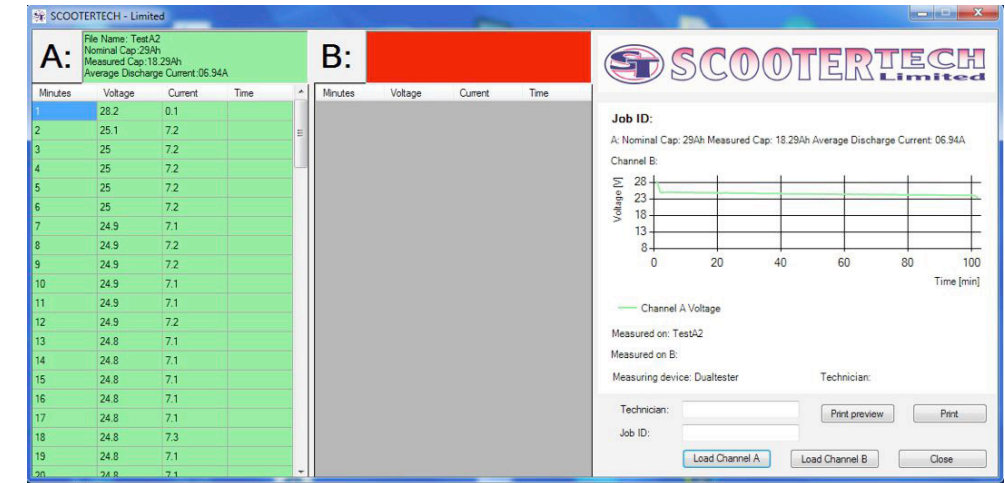 SCOOTERTECH - Limited
A:
File Name: TestA2
Nominal Cap:29Ah
Measured Cap:18.29Ah
Average Discharge Current:06.94A
Minutes Voltage Current Time
1 28.2 0.1
2 25.1 7.2
3 25 7.2
4 25 7.2
5 25 7.2
6 25 7.2
7 24.9 7.1
8 24.9 7.2
9 24.9 7.2
10 24.9 7.1
11 24.9 7.1
12 24.9 7.2
13 24.8 7.1
14 24.8 7.1
15 24.8 7.1
16 24.8 7.1
17 24.8 7.1
18 24.8 7.3
19 24.8 7.1
20 24.8 7.1
B:
Minutes Voltage Current Time
ST SCOOTERTECH
Limited
Job ID:
A: Nominal Cap: 29Ah Measured Cap: 18.29Ah Average Discharge Current: 06.94A
Channel B:
Voltage [V]
28
23
18
13
8
0 20 40 60 80 100
Time [min]
Channel A Voltage
Measured on: TestA2
Measured on B:
Measuring device: Dualtester Technician:
Technician: Print preview Print
Job ID:
Load Channel A Load Channel B Close